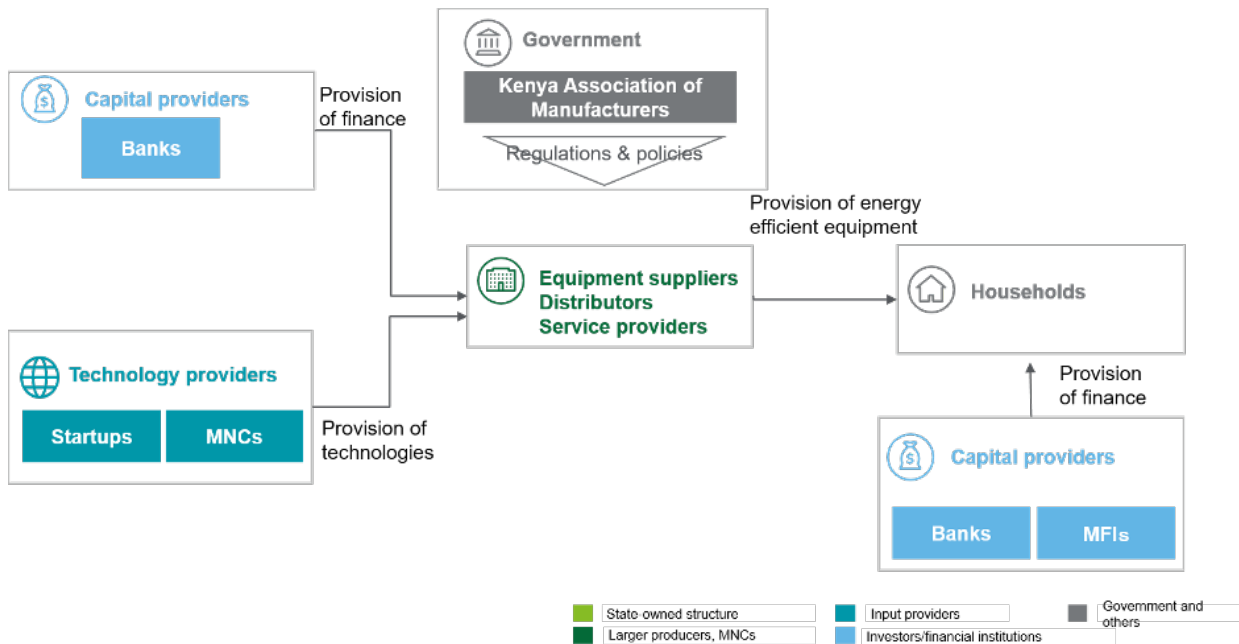 Government
Kenya Association of
Manufacturers
Regulations & policies
Capital providers
Banks
Provision
of finance
Technology providers
Startups
MNCs
Provision of
technologies
Equipment suppliers
Distributors
Service providers
Provision of energy
efficient equipment
Households
Provision
of finance
Capital providers
Banks
MFIs
State-owned structure
Input providers
Government and
others
Larger producers, MNCs
Investors/financial institutions